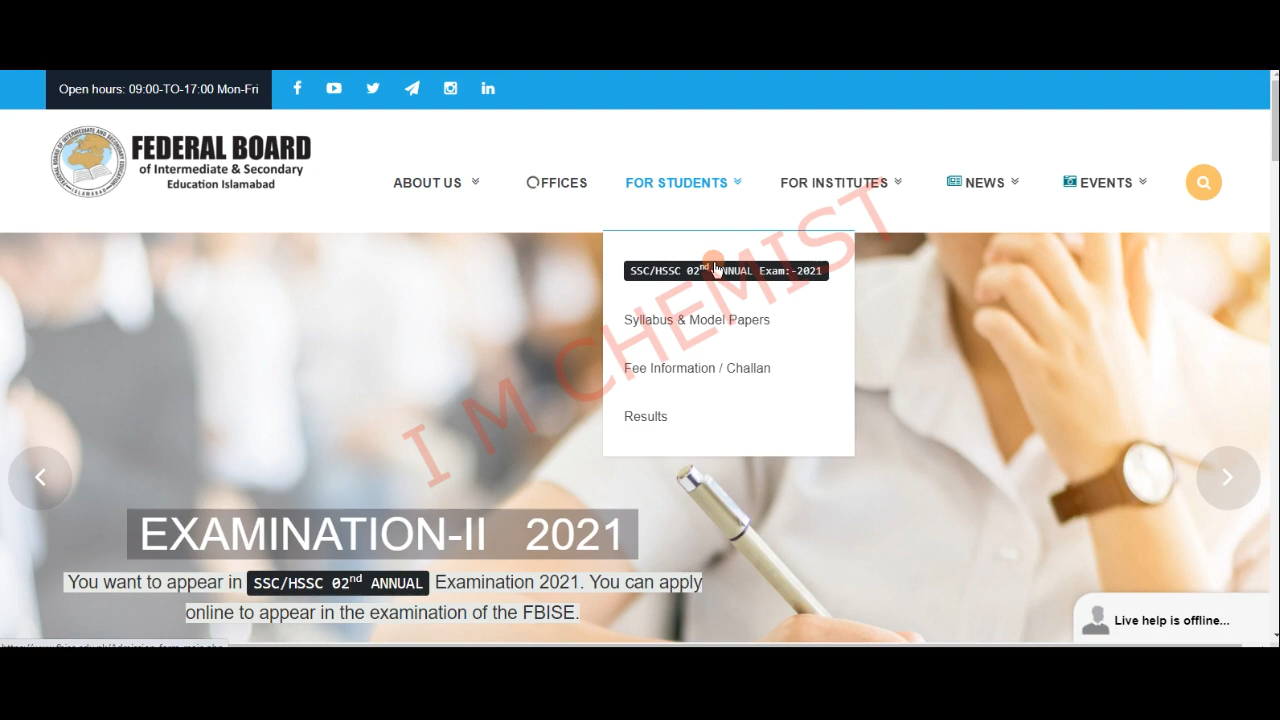 Open hours: 09:00-TO-17:00 Mon-Fri
FEDERAL BOARD
of Intermediate & Secondary
Education Islamabad
ABOUT US
OFFICES
FOR STUDENTS
FOR INSTITUTES
NEWS
EVENTS
SSC/HSSC 02nd ANNUAL Exam:-2021
Syllabus & Model Papers
Fee Information / Challan
Results
I M CHEMIST
EXAMINATION-II 2021
You want to appear in SSC/HSSC 02nd ANNUAL Examination 2021. You can apply
online to appear in the examination of the FBISE.
Live help is offline...